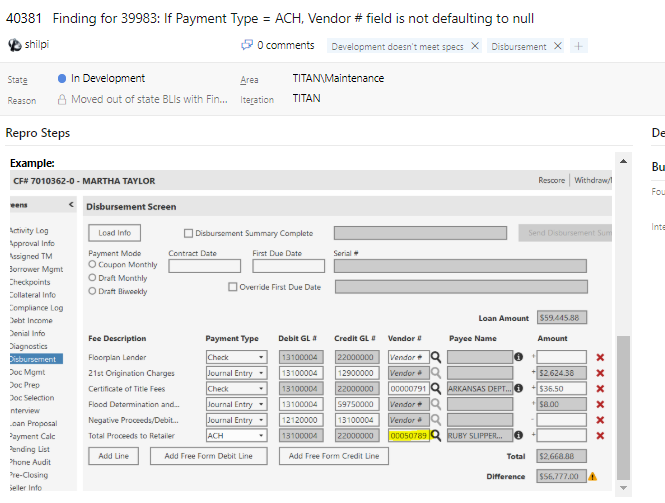 40381 Finding for 39983: If Payment Type = ACH, Vendor # field is not defaulting to null
shilpi 0 comments Development doesn't meet specs Disbursement
State In Development Area TITAN\Maintenance
Reason Moved out of state BLIs with Fin... Iteration TITAN
Repro Steps De
Example: Bu
CF# 7010362-0 - MARTHA TAYLOR Rescore Withdraw/ Fou
eens Disbursement Screen
Inte
Activity Log Load Info Disbursement Summary Complete Send Disbursement Sum
Approval Info
Assigned TM Payment Mode Contract Date First Due Date Serial #
Borrower Mgmt Coupon Monthly
Checkpoints Draft Monthly
Collateral Info Draft Biweekly Override First Due Date
Compliance Log
Debt Income Loan Amount $59,445.88
Denial Info
Diagnostics Fee Description Payment Type Debit GL # Credit GL # Vendor # Payee Name Amount
Disbursement Floorplan Lender Check 13100004 22000000 Vendor #
Doc Mgmt 21st Origination Charges Journal Entry 13100004 12900000 Vendor # $2,624.38
Doc Prep Certificate of Title Fees Check 13100004 22000000 00000791 ARKANSAS DEPT... $36.50
Doc Selection Flood Determination and... Journal Entry 13100004 59750000 Vendor # $8.00
Interview
Loan Proposal Negative Proceeds/Debit... Journal Entry 12120000 13100004 Vendor #
Payment Calc Total Proceeds to Retailer ACH 13100004 22000000 00050789 RUBY SLIPPER...
Pending List Add Line Add Free Form Debit Line Add Free Form Credit Line Total $2,668.88
Phone Audit
Pre-Closing Difference $56,777.00
Seller Info